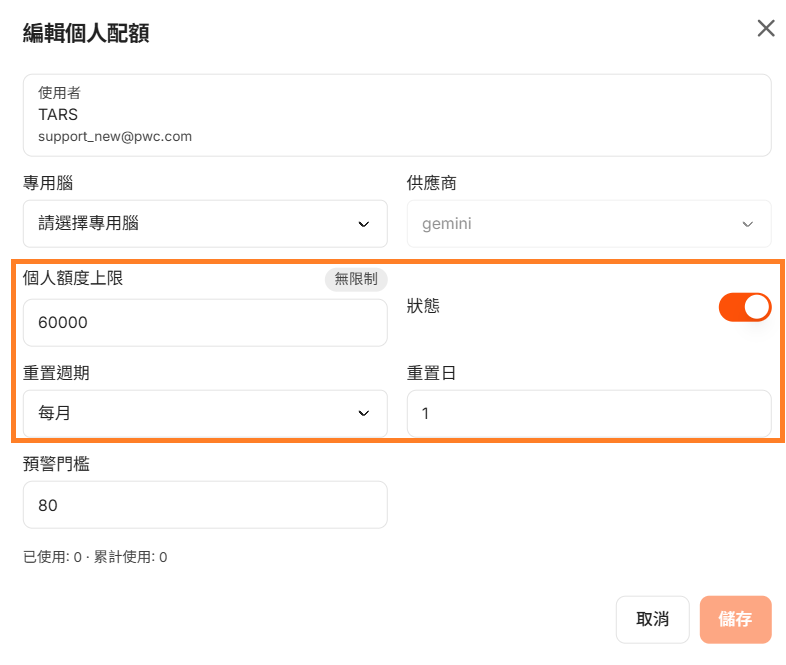 編輯個人配額
使用者
TARS
support_new@pwc.com
專用腦
供應商
請選擇專用腦
gemini
個人額度上限
無限制
狀態
60000
重置週期
重置日
每月
1
預警門檻
80
已使用: 0 · 累計使用: 0
取消
儲存